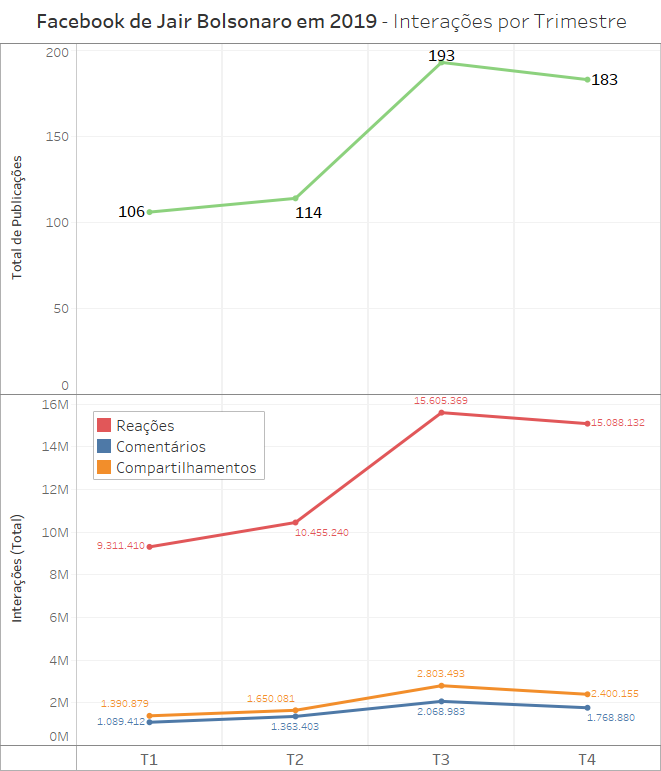 Facebook de Jair Bolsonaro em 2019 - Interações por Trimestre
Total de Publicações
200
150
100
50
0
106
114
193
183
Interações (Total)
16M
14M
12M
10M
8M
6M
4M
2M
0M
Reações
Comentários
Compartilhamentos
9.311.410
10.455.240
15.605.369
15.088.132
1.390.879
1.650.081
2.803.493
2.400.155
1.089.412
1.363.403
2.068.983
1.768.880
T1 T2 T3 T4